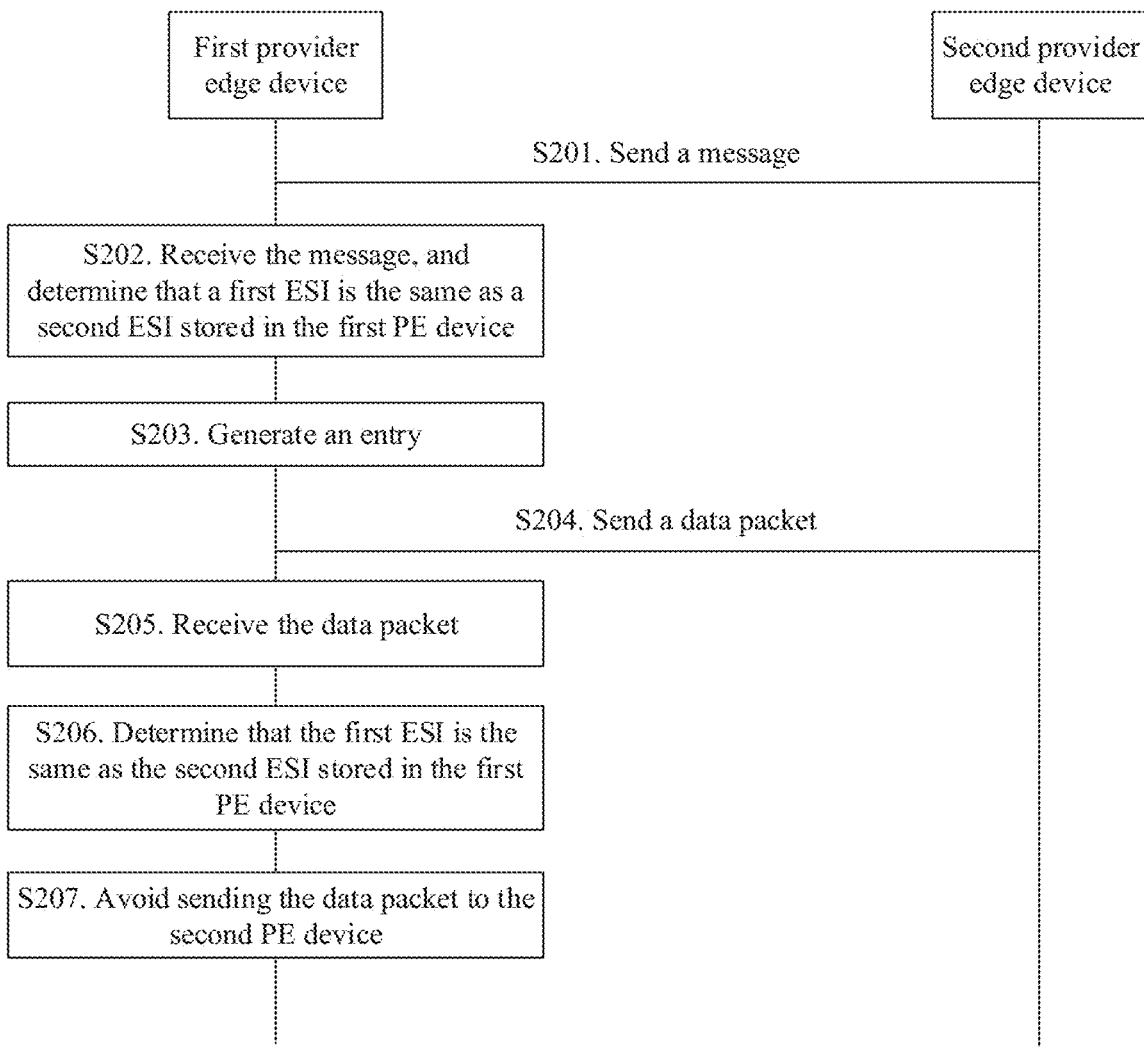 First provider
edge device
Second provider
edge device
S201. Send a message
S202. Receive the message, and
determine that a first ESI is the same as a
second ESI stored in the first PE device
S203. Generate an entry
S204. Send a data packet
S205. Receive the data packet
S206. Determine that the first ESI is the
same as the second ESI stored in the first
PE device
S207. Avoid sending the data packet to the
second PE device